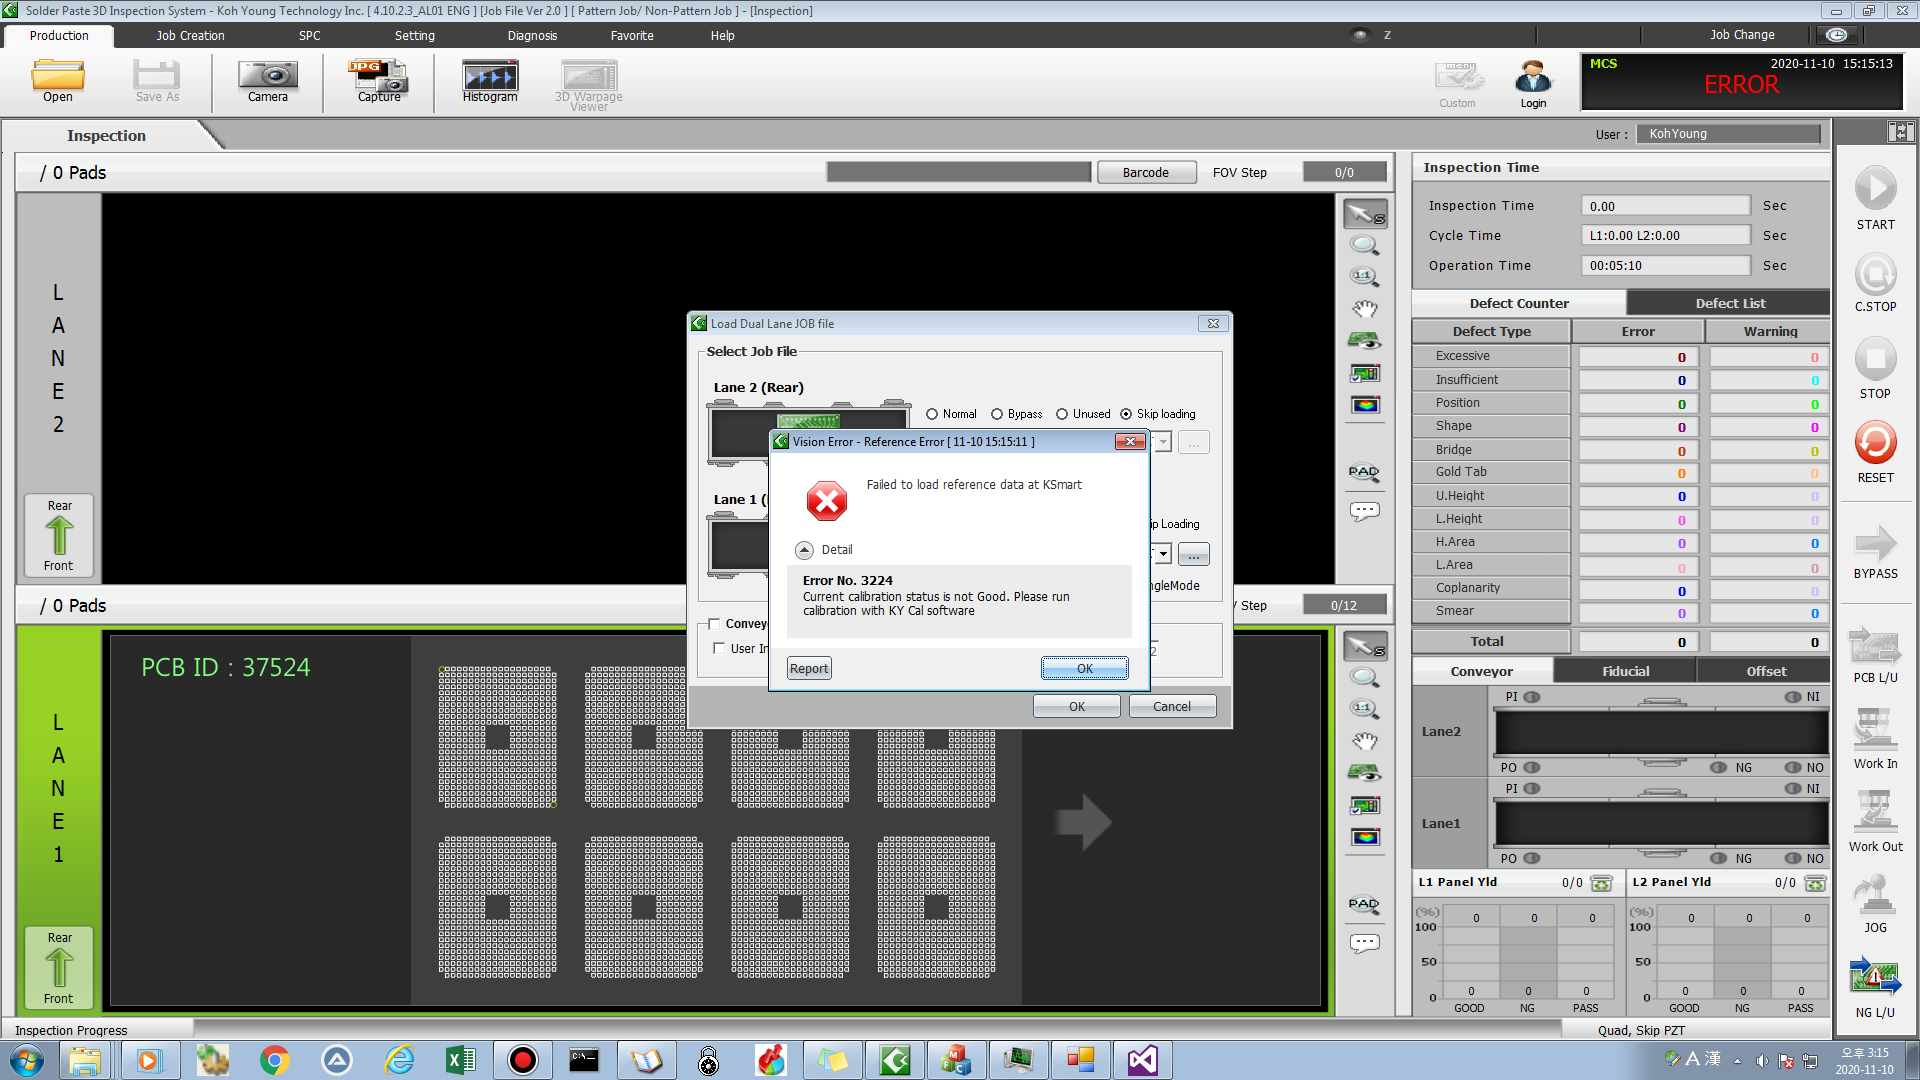 Solder Paste 3D Inspection System - Koh Young Technology Inc. [ 4.10.2.3_AL01 ENG ] [Job File Ver 2.0 ] [ Pattern Job/ Non-Pattern Job ] - [Inspection]
Production Job Creation SPC Setting Diagnosis Favorite Help Z Job Change
Open Save As Camera JPG Capture Histogram 3D Warpage Viewer Custom Login
MCS 2020-11-10 15:15:13
ERROR
Inspection User : KohYoung
/ 0 Pads Barcode FOV Step 0/0
LANE2
Rear
Front
Load Dual Lane JOB file
Select Job File
Lane 2 (Rear)
Normal Bypass Unused Skip loading
...
Vision Error - Reference Error [ 11-10 15:15:11 ]
Failed to load reference data at KSmart
Detail
Error No. 3224
Current calibration status is not Good. Please run
calibration with KY Cal software
Report OK
Lane 1 (
ip Loading
...
ngleMode
Convey
User In
2
OK Cancel
/ 0 Pads Step 0/12
LANE1
Rear
Front
PCB ID : 37524
S
1:1
PAD
S
1:1
PAD
Inspection Time
Inspection Time 0.00 Sec
Cycle Time L1:0.00 L2:0.00 Sec
Operation Time 00:05:10 Sec
Defect Counter Defect List
Defect Type Error Warning
Excessive 0 0
Insufficient 0 0
Position 0 0
Shape 0 0
Bridge 0 0
Gold Tab 0 0
U.Height 0 0
L.Height 0 0
H.Area 0 0
L.Area 0 0
Coplanarity 0 0
Smear 0 0
Total 0 0
Conveyor Fiducial Offset
PI NI
Lane2
PO NG NO
PI NI
Lane1
PO NG NO
L1 Panel Yld 0/0 L2 Panel Yld 0/0
(%) 0 0 0 (%) 0 0 0
100 100
50 50
0 0 0 0 0 0 0 0
GOOD NG PASS GOOD NG PASS
START
C.STOP
STOP
RESET
BYPASS
PCB L/U
Work In
Work Out
JOG
NG L/U
Inspection Progress Quad, Skip PZT
A 漢 오후 3:15
2020-11-10